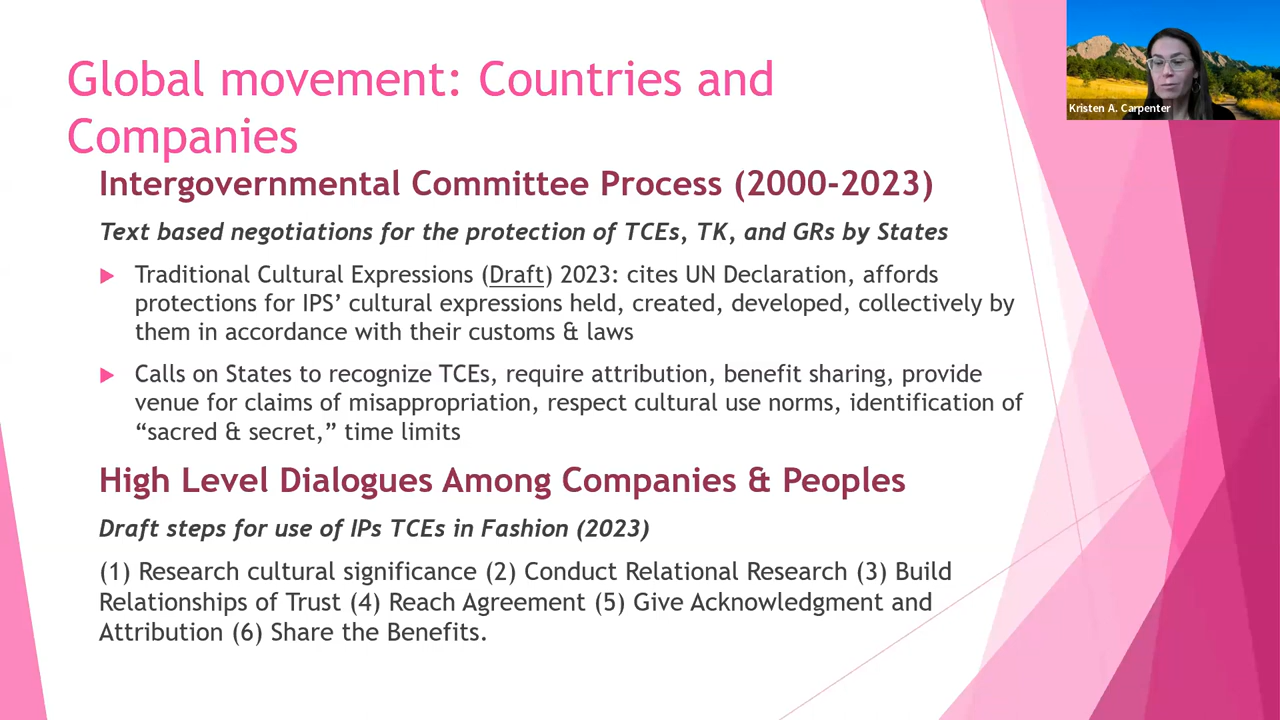 Global movement: Countries and
Companies
Kristen A. Carpenter
Intergovernmental Committee Process (2000-2023)
Text based negotiations for the protection of TCEs, TK, and GRs by States
Traditional Cultural Expressions (Draft) 2023: cites UN Declaration, affords
protections for IPS’ cultural expressions held, created, developed, collectively by
them in accordance with their customs & laws
Calls on States to recognize TCEs, require attribution, benefit sharing, provide
venue for claims of misappropriation, respect cultural use norms, identification of
“sacred & secret,” time limits
High Level Dialogues Among Companies & Peoples
Draft steps for use of IPs TCEs in Fashion (2023)
(1) Research cultural significance (2) Conduct Relational Research (3) Build
Relationships of Trust (4) Reach Agreement (5) Give Acknowledgment and
Attribution (6) Share the Benefits.